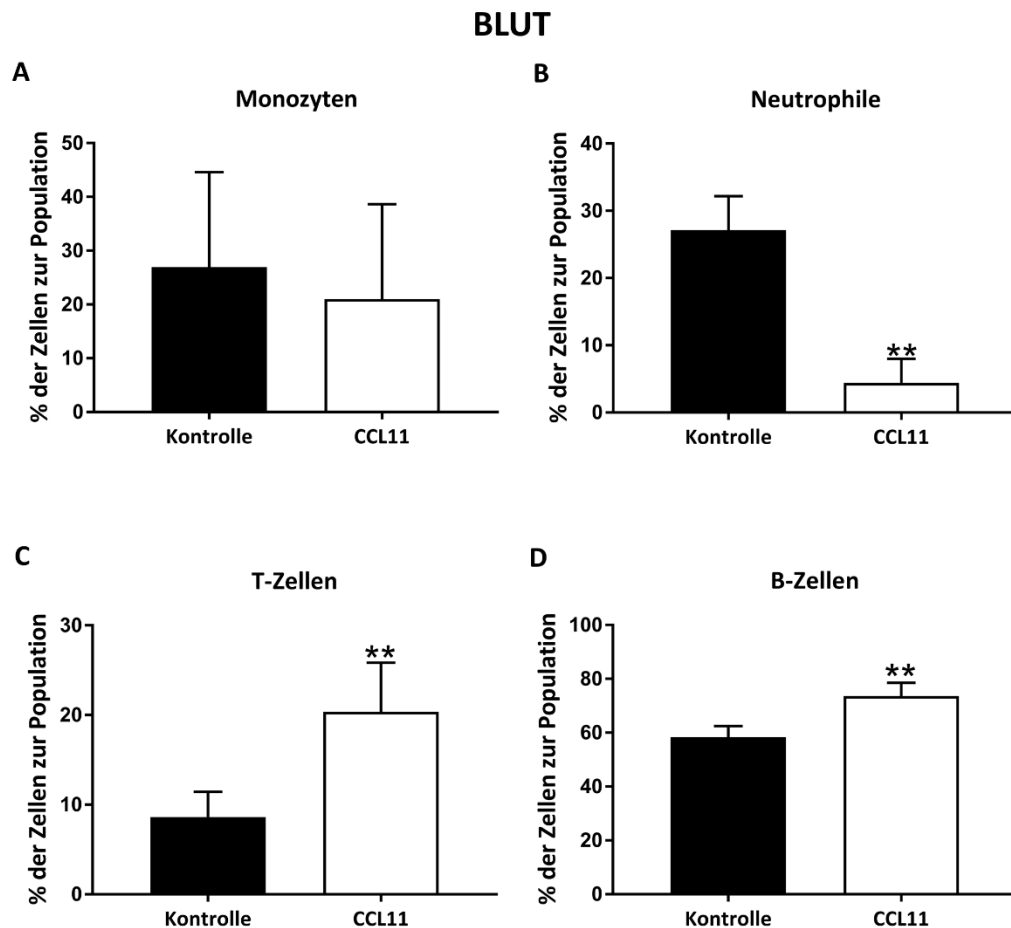 BLUT
A
Monozyten
% der Zellen zur Population
50
40
30
20
10
0
Kontrolle
CCL11
B
Neutrophile
% der Zellen zur Population
40
30
20
10
0
**
Kontrolle
CCL11
C
T-Zellen
% der Zellen zur Population
30
20
10
0
**
Kontrolle
CCL11
D
B-Zellen
% der Zellen zur Population
100
80
60
40
20
0
**
Kontrolle
CCL11